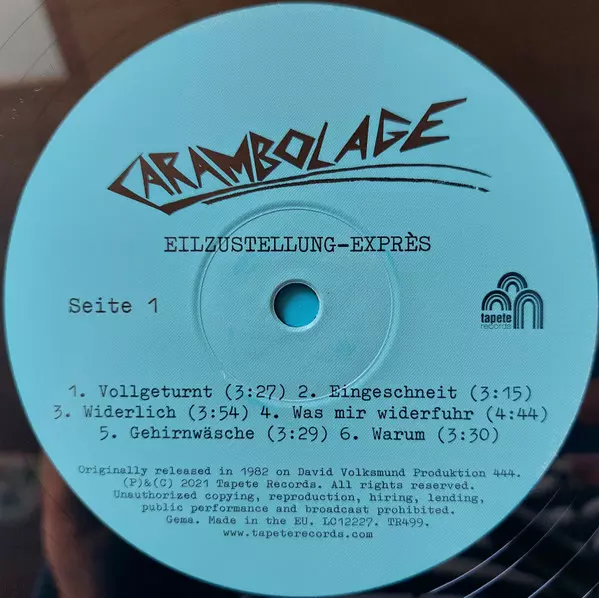 CARAMBOLAGE
EILZUSTELLUNG-EXPRÈS
Seite 1
tapete
records
1. Vollgeturnt (3:27) 2. Eingeschneit (3:15)
3. Widerlich (3:54) 4. Was mir widerfuhr (4:44)
5. Gehirnwäsche (3:29) 6. Warum (3:30)
Originally released in 1982 on David Volksmund Produktion 444.
(P)&(C) 2021 Tapete Records. All rights reserved.
Unauthorized copying, reproduction, hiring, lending,
public performance and broadcast prohibited.
Gema. Made in the EU. LC12227. TR499.
www.tapeterecords.com